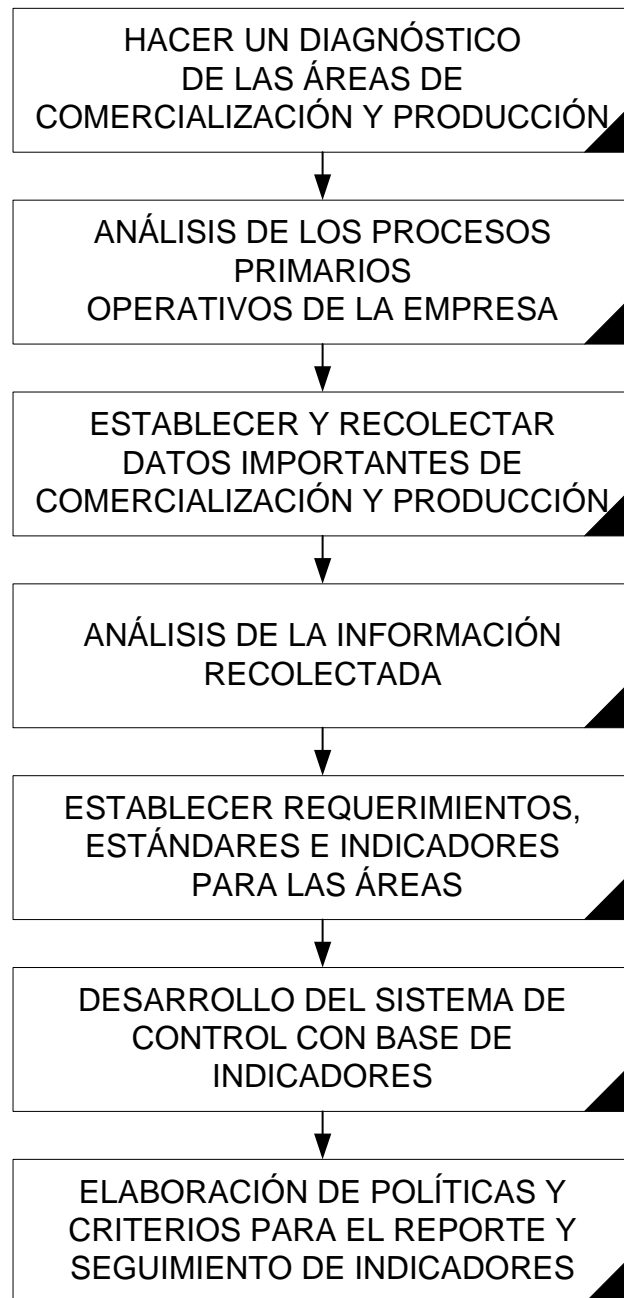 HACER UN DIAGNÓSTICO
DE LAS ÁREAS DE
COMERCIALIZACIÓN Y PRODUCCIÓN
ANÁLISIS DE LOS PROCESOS
PRIMARIOS
OPERATIVOS DE LA EMPRESA
ESTABLECER Y RECOLECTAR
DATOS IMPORTANTES DE
COMERCIALIZACIÓN Y PRODUCCIÓN
ANÁLISIS DE LA INFORMACIÓN
RECOLECTADA
ESTABLECER REQUERIMIENTOS,
ESTÁNDARES E INDICADORES
PARA LAS ÁREAS
DESARROLLO DEL SISTEMA DE
CONTROL CON BASE DE
INDICADORES
ELABORACIÓN DE POLÍTICAS Y
CRITERIOS PARA EL REPORTE Y
SEGUIMIENTO DE INDICADORES